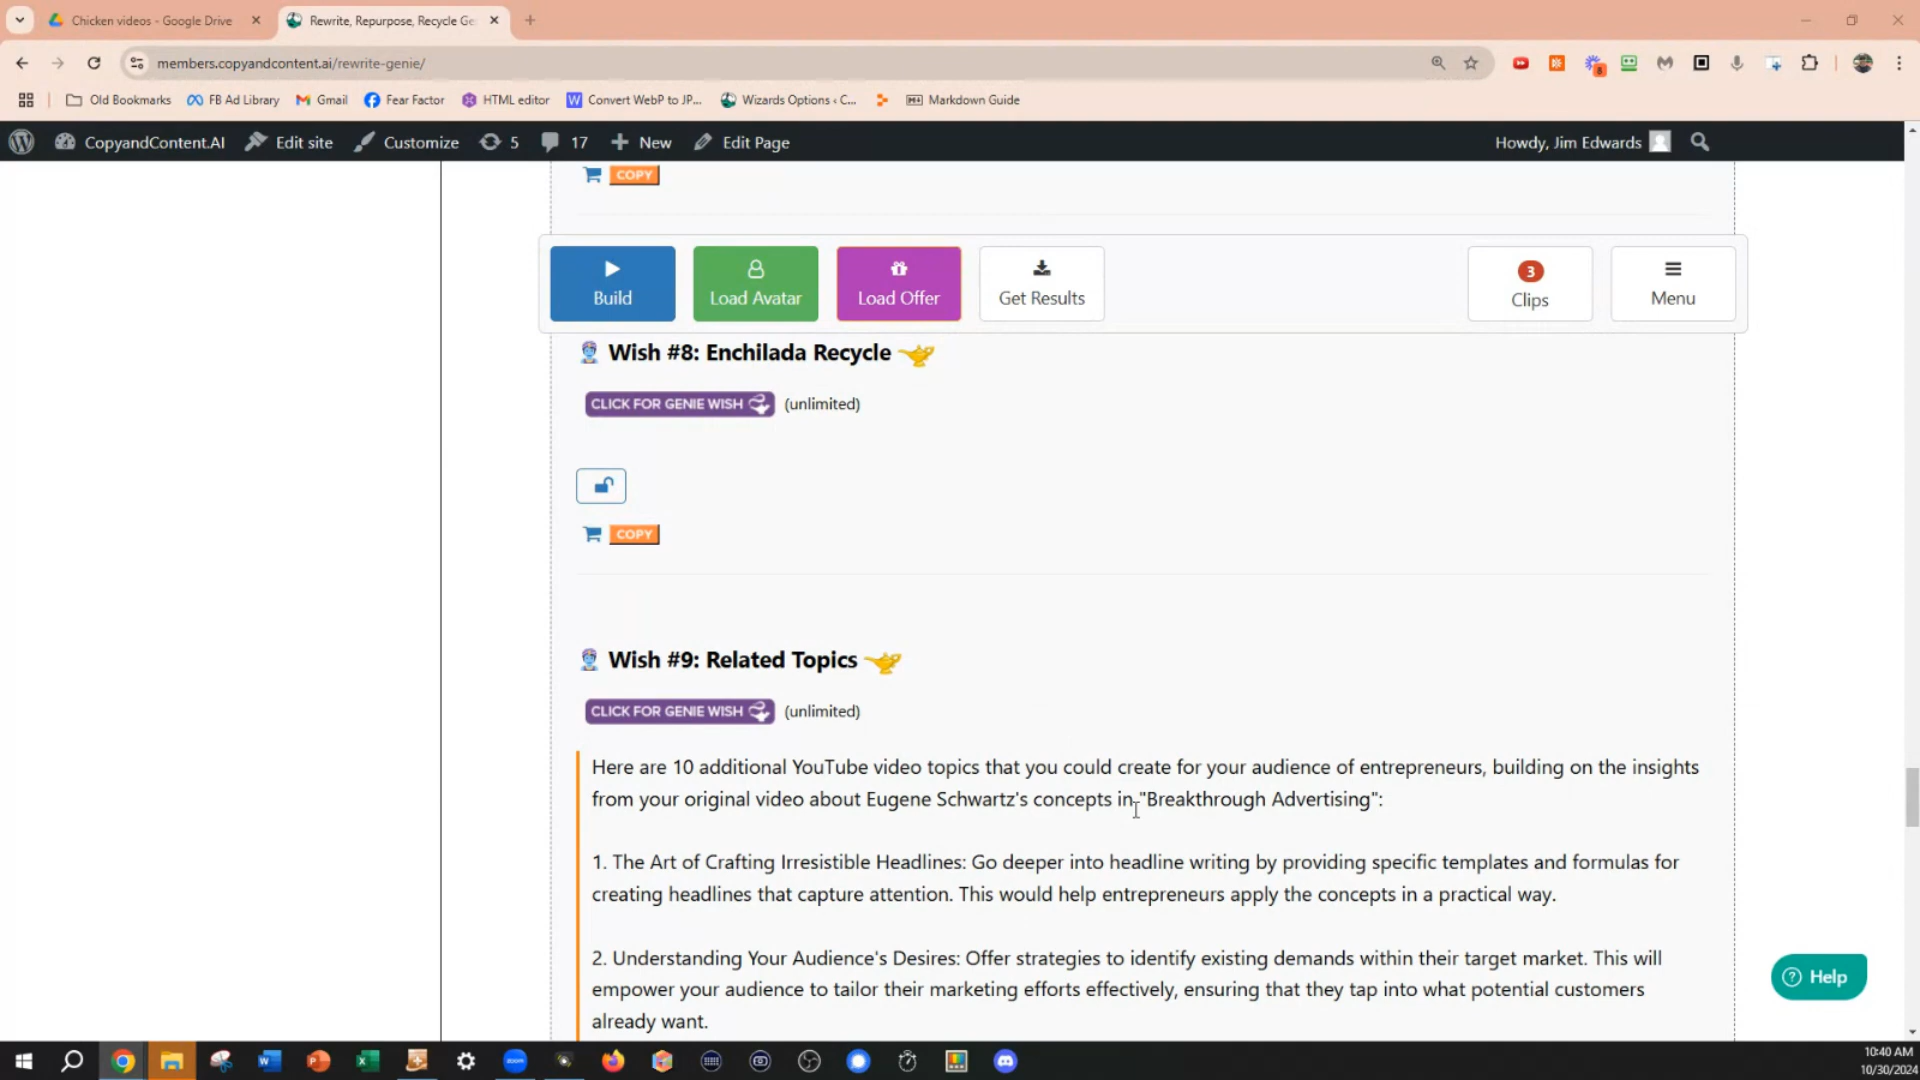 Chicken videos - Google Drive
Rewrite, Repurpose, Recycle Ge
members.copyandcontent.ai/rewrite-genie/
8
Old Bookmarks
FB Ad Library
Gmail
Fear Factor
HTML editor
Convert WebP to JP...
Wizards Options ‹ C...
Markdown Guide
CopyandContent.AI
Edit site
Customize
5
17
New
Edit Page
Howdy, Jim Edwards
COPY
Build
Load Avatar
Load Offer
Get Results
3
Clips
Menu
Wish #8: Enchilada Recycle
CLICK FOR GENIE WISH (unlimited)
COPY
Wish #9: Related Topics
CLICK FOR GENIE WISH (unlimited)
Here are 10 additional YouTube video topics that you could create for your audience of entrepreneurs, building on the insights
from your original video about Eugene Schwartz's concepts in "Breakthrough Advertising":
1. The Art of Crafting Irresistible Headlines: Go deeper into headline writing by providing specific templates and formulas for
creating headlines that capture attention. This would help entrepreneurs apply the concepts in a practical way.
2. Understanding Your Audience's Desires: Offer strategies to identify existing demands within their target market. This will
empower your audience to tailor their marketing efforts effectively, ensuring that they tap into what potential customers
already want.
Help
zoom
10:40 AM
10/30/2024